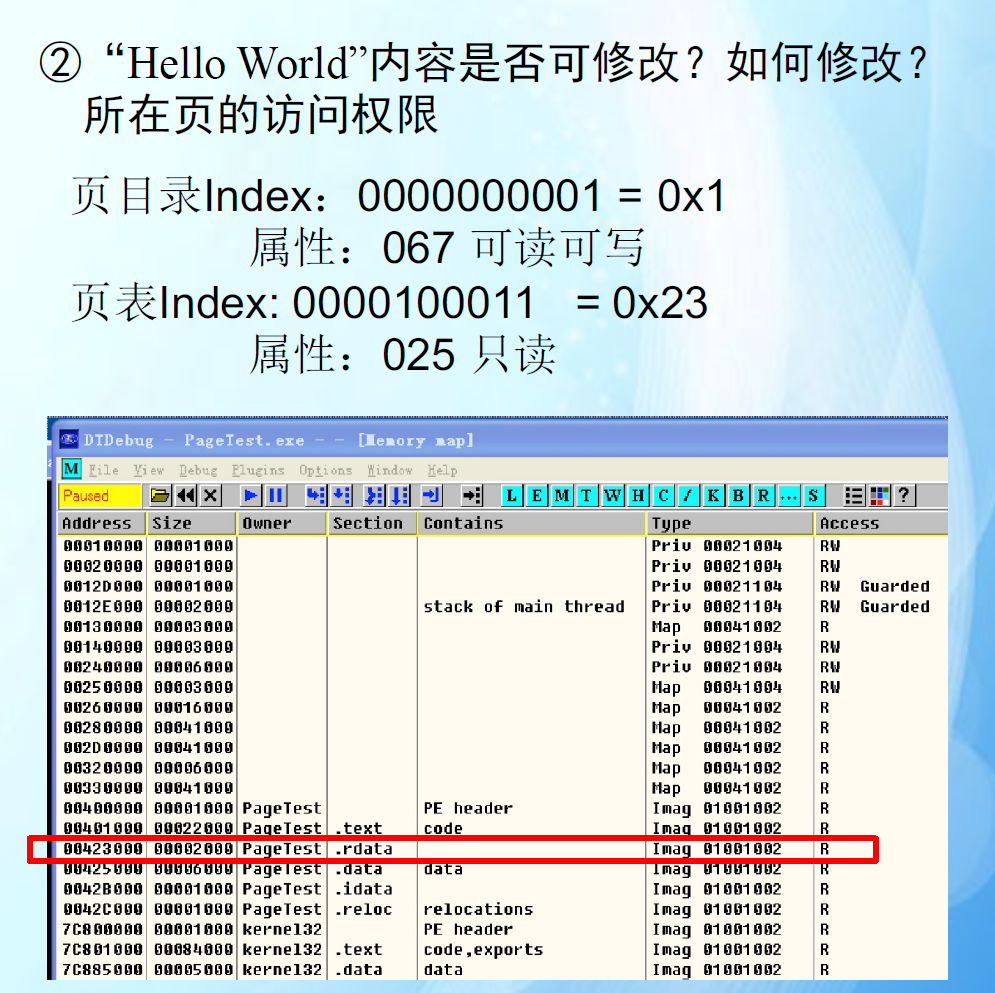 ② “Hello World”内容是否可修改？如何修改？
所在页的访问权限
页目录Index：0000000001 = 0x1
属性：067 可读可写
页表Index: 0000100011 = 0x23
属性：025 只读
DTDebug - PageTest.exe - - [Memory map]
M File View Debug Plugins Options Window Help
Paused L E M T W H C / K B R ... S ?
Address Size Owner Section Contains Type Access
00010000 00001000 Priv 00021004 RW
00020000 00001000 Priv 00021004 RW
0012D000 00001000 Priv 00021104 RW Guarded
0012E000 00002000 stack of main thread Priv 00021104 RW Guarded
00130000 00003000 Map 00041002 R
00140000 00003000 Priv 00021004 RW
00240000 00006000 Priv 00021004 RW
00250000 00003000 Map 00041004 RW
00260000 00016000 Map 00041002 R
00280000 00041000 Map 00041002 R
002D0000 00041000 Map 00041002 R
00320000 00006000 Map 00041002 R
00330000 00041000 Map 00041002 R
00400000 00001000 PageTest PE header Imag 01001002 R
00401000 00022000 PageTest .text code Imag 01001002 R
00423000 00002000 PageTest .rdata Imag 01001002 R
00425000 00006000 PageTest .data data Imag 01001002 R
0042B000 00001000 PageTest .idata Imag 01001002 R
0042C000 00001000 PageTest .reloc relocations Imag 01001002 R
7C800000 00001000 kernel32 PE header Imag 01001002 R
7C801000 00084000 kernel32 .text code,exports Imag 01001002 R
7C885000 00005000 kernel32 .data data Imag 01001002 R